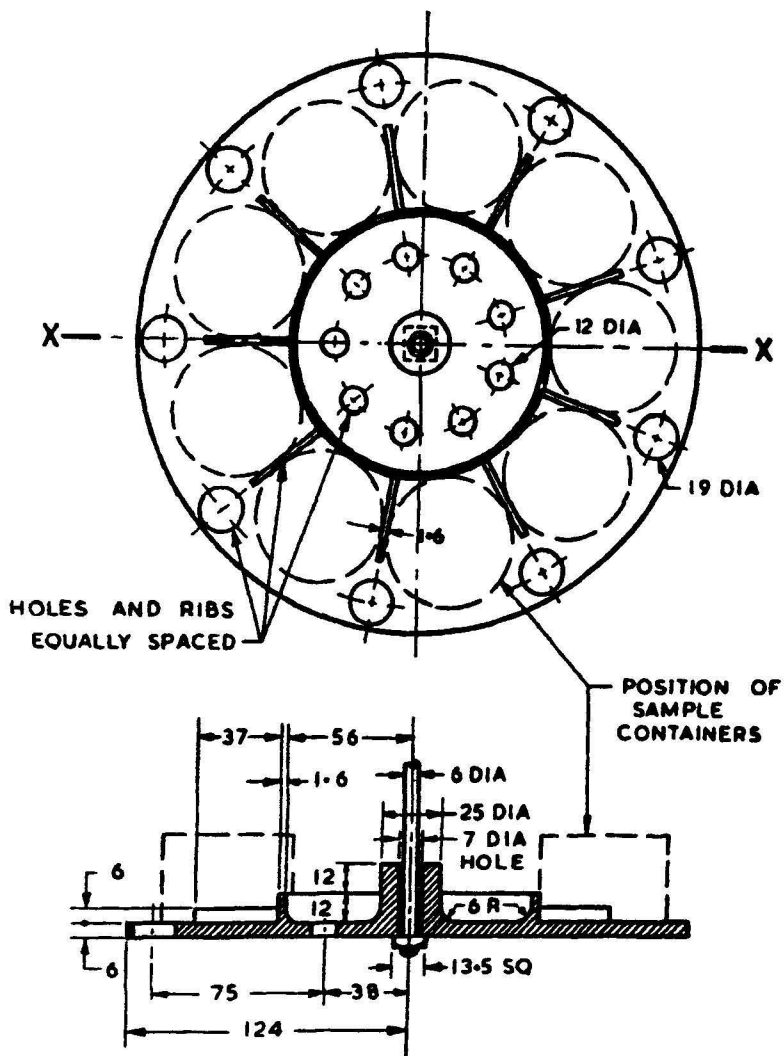 X
X
12 DIA
19 DIA
1·6
HOLES AND RIBS
EQUALLY SPACED
POSITION OF
SAMPLE
CONTAINERS
37
56
1·6
6 DIA
25 DIA
7 DIA
HOLE
6
12
12
6 R
6
13·5 SQ
75
38
124